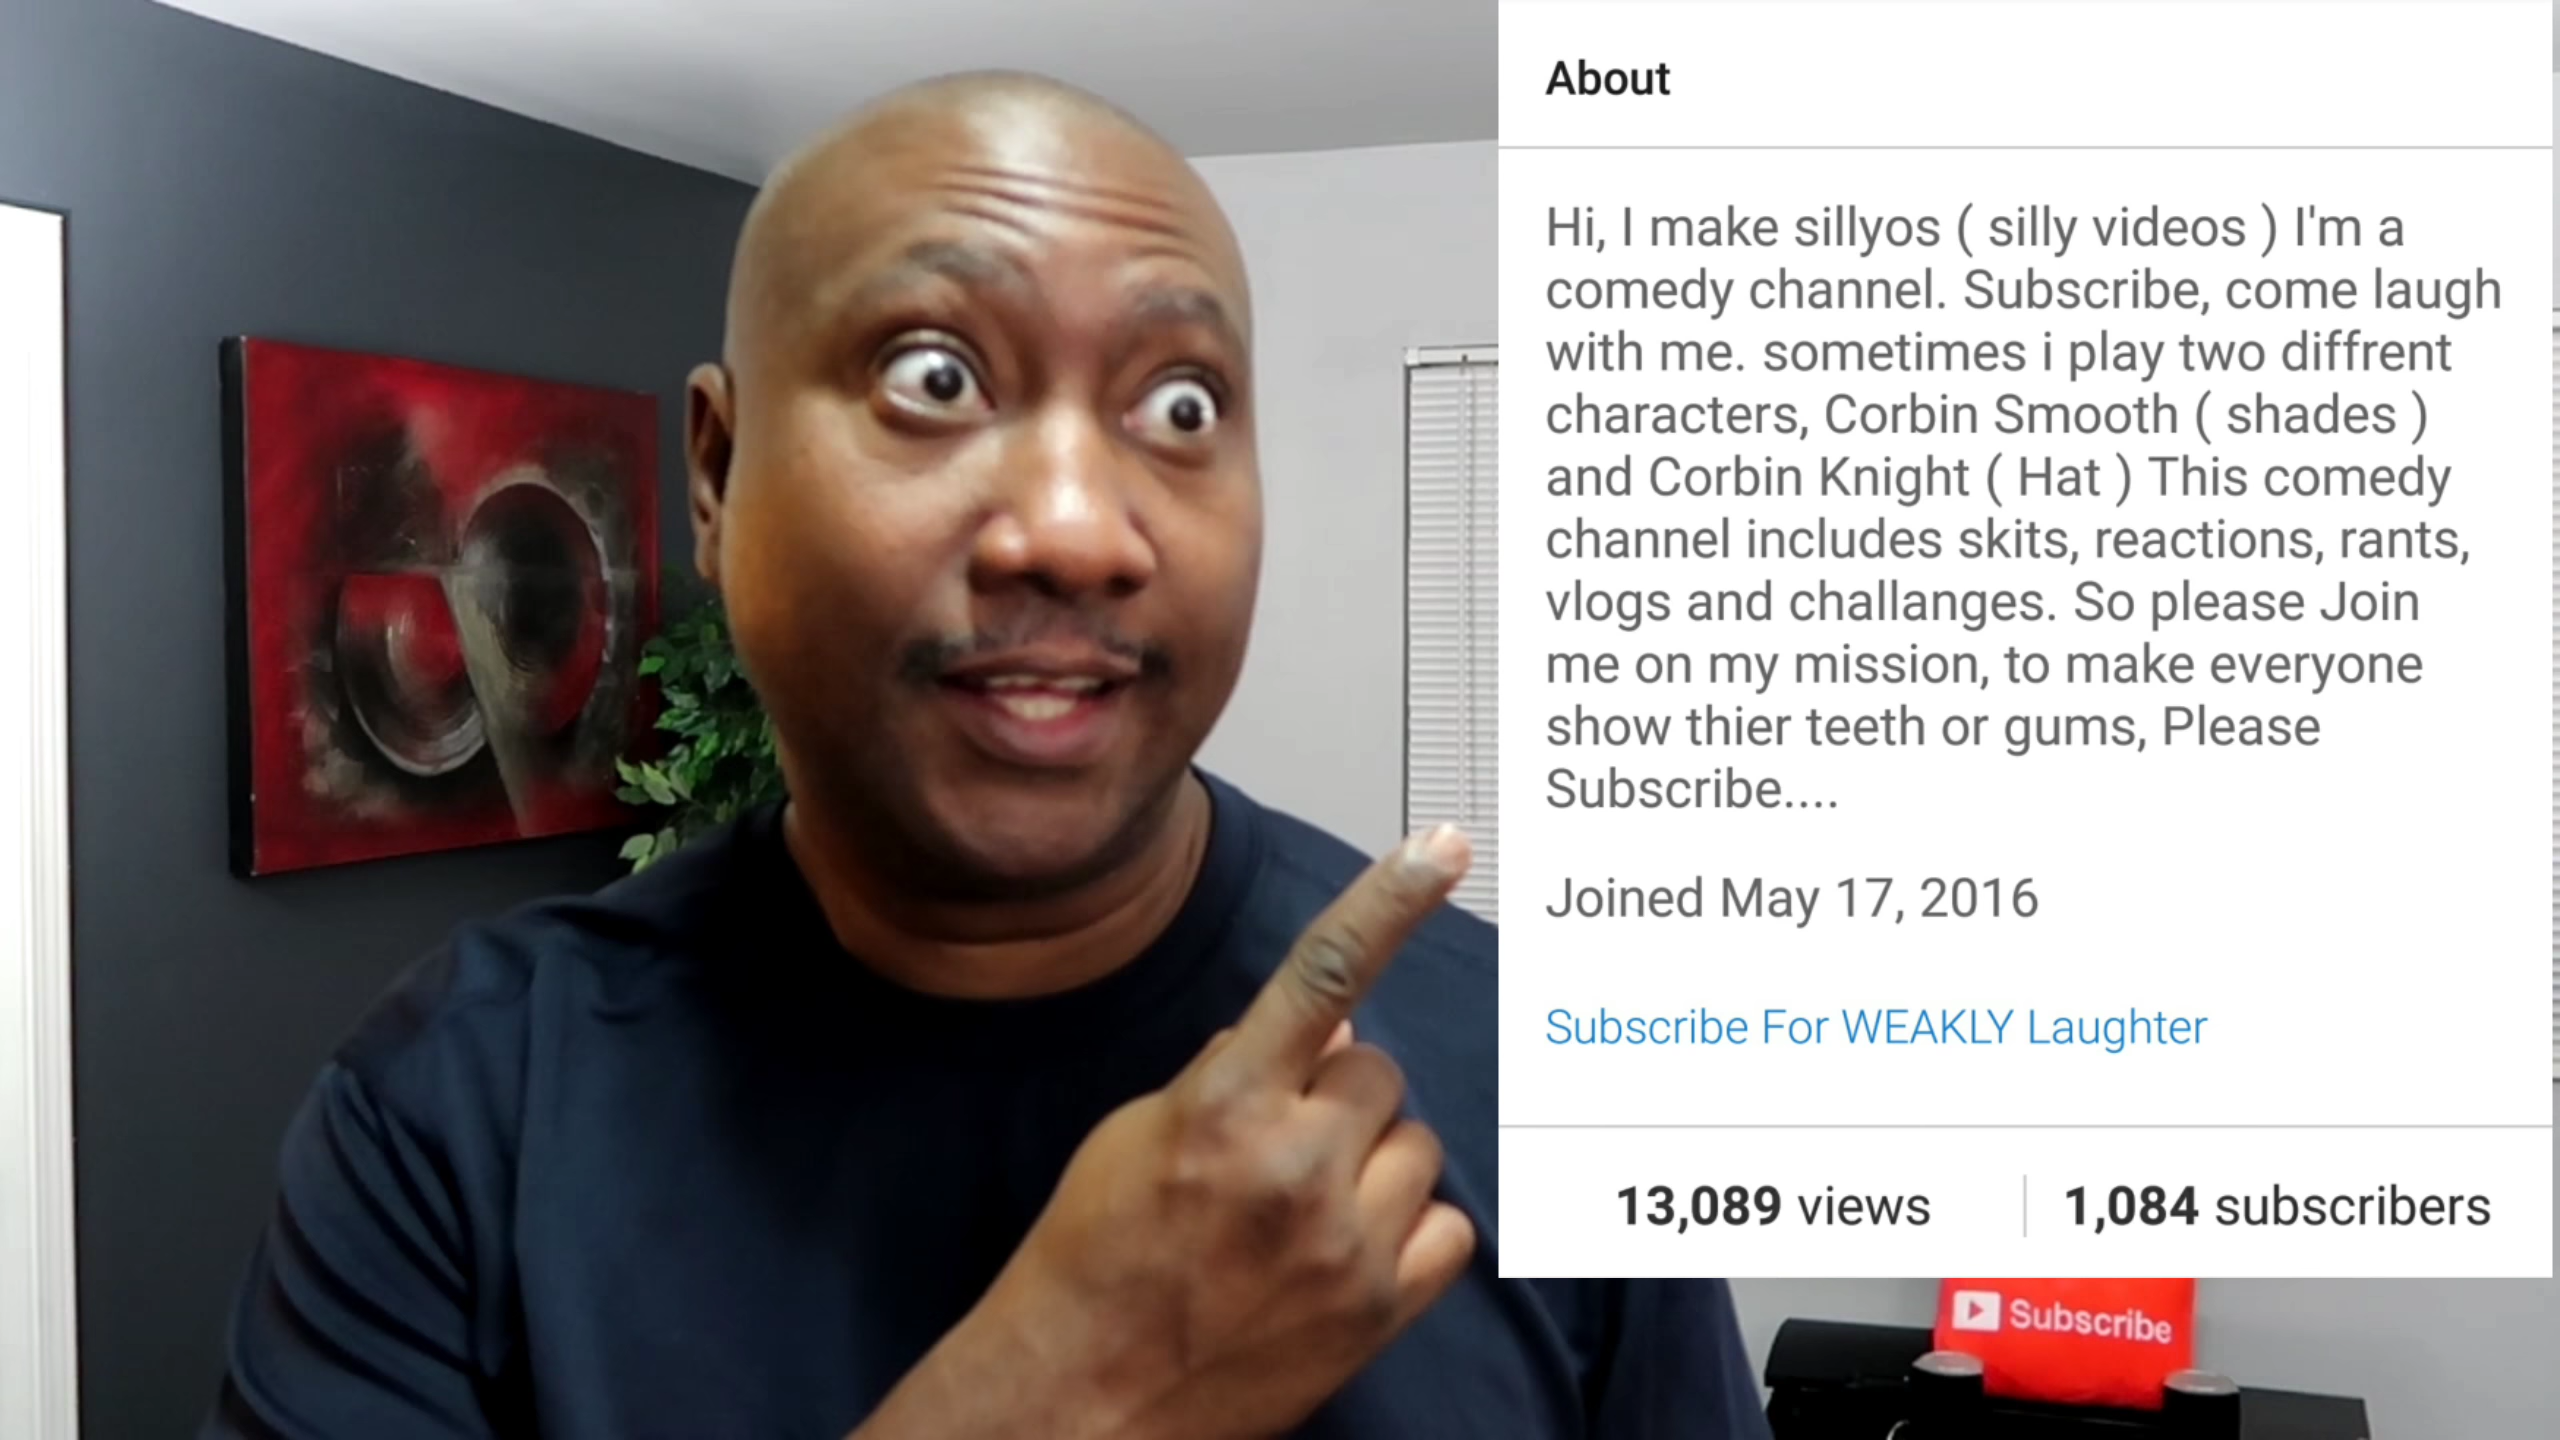 About
Hi, I make sillyos ( silly videos ) I'm a
comedy channel. Subscribe, come laugh
with me. sometimes i play two diffrent
characters, Corbin Smooth ( shades )
and Corbin Knight ( Hat ) This comedy
channel includes skits, reactions, rants,
vlogs and challanges. So please Join
me on my mission, to make everyone
show thier teeth or gums, Please
Subscribe....
Joined May 17, 2016
Subscribe For WEAKLY Laughter
13,089 views
1,084 subscribers
Subscribe